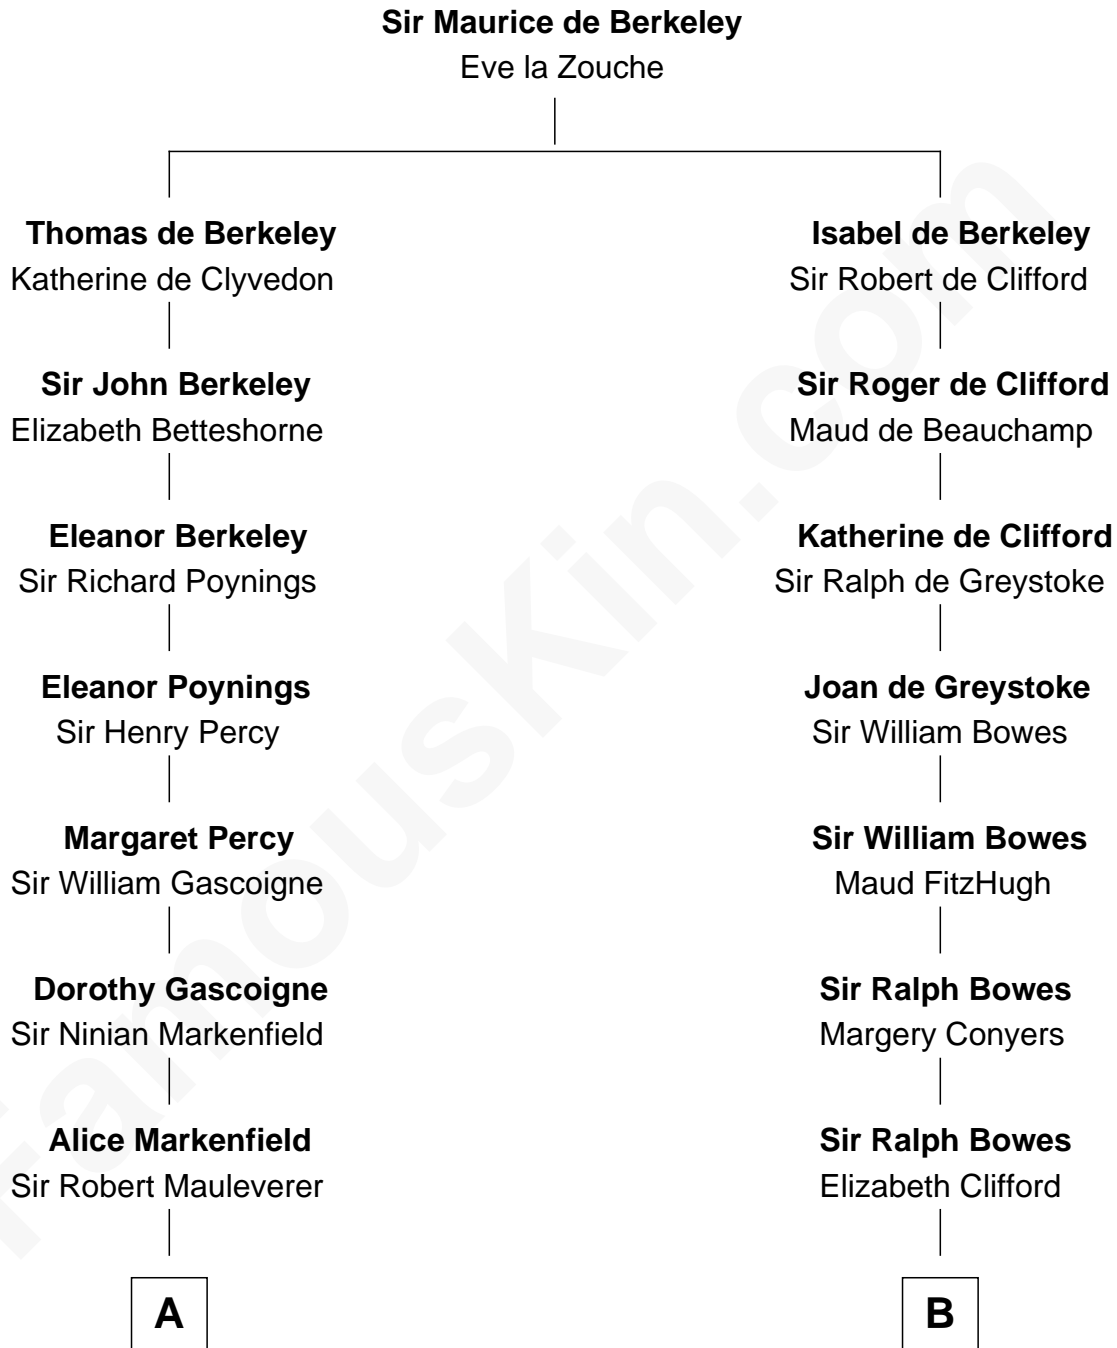 Sir Maurice de Berkeley
Eve la Zouche
Thomas de Berkeley
Katherine de Clyvedon
Isabel de Berkeley
Sir Robert de Clifford
Sir John Berkeley
Elizabeth Betteshorne
Sir Roger de Clifford
Maud de Beauchamp
Eleanor Berkeley
Sir Richard Poynings
Katherine de Clifford
Sir Ralph de Greystoke
Eleanor Poynings
Sir Henry Percy
Joan de Greystoke
Sir William Bowes
Margaret Percy
Sir William Gascoigne
Sir William Bowes
Maud FitzHugh
Dorothy Gascoigne
Sir Ninian Markenfield
Sir Ralph Bowes
Margery Conyers
Alice Markenfield
Sir Robert Mauleverer
Sir Ralph Bowes
Elizabeth Clifford
A
B
FamousKin.com